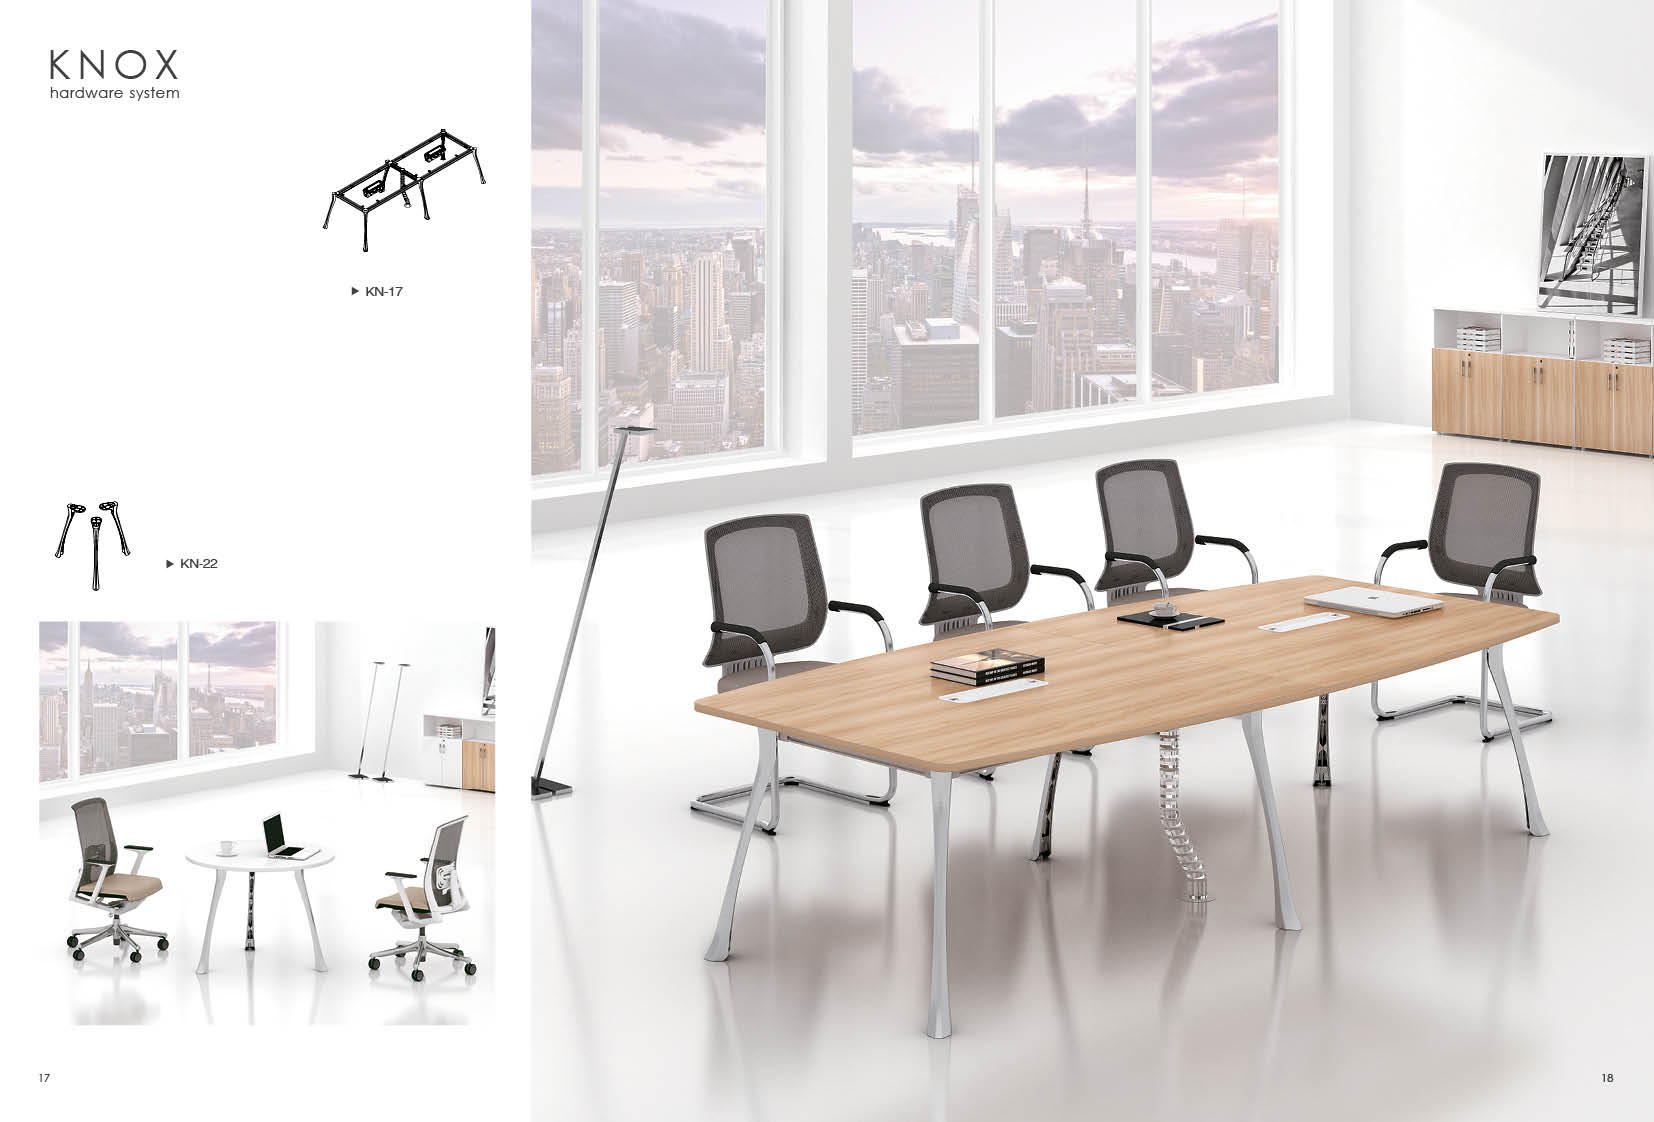 KNOX
hardware system
▶ KN-17
▶ KN-22
17
18